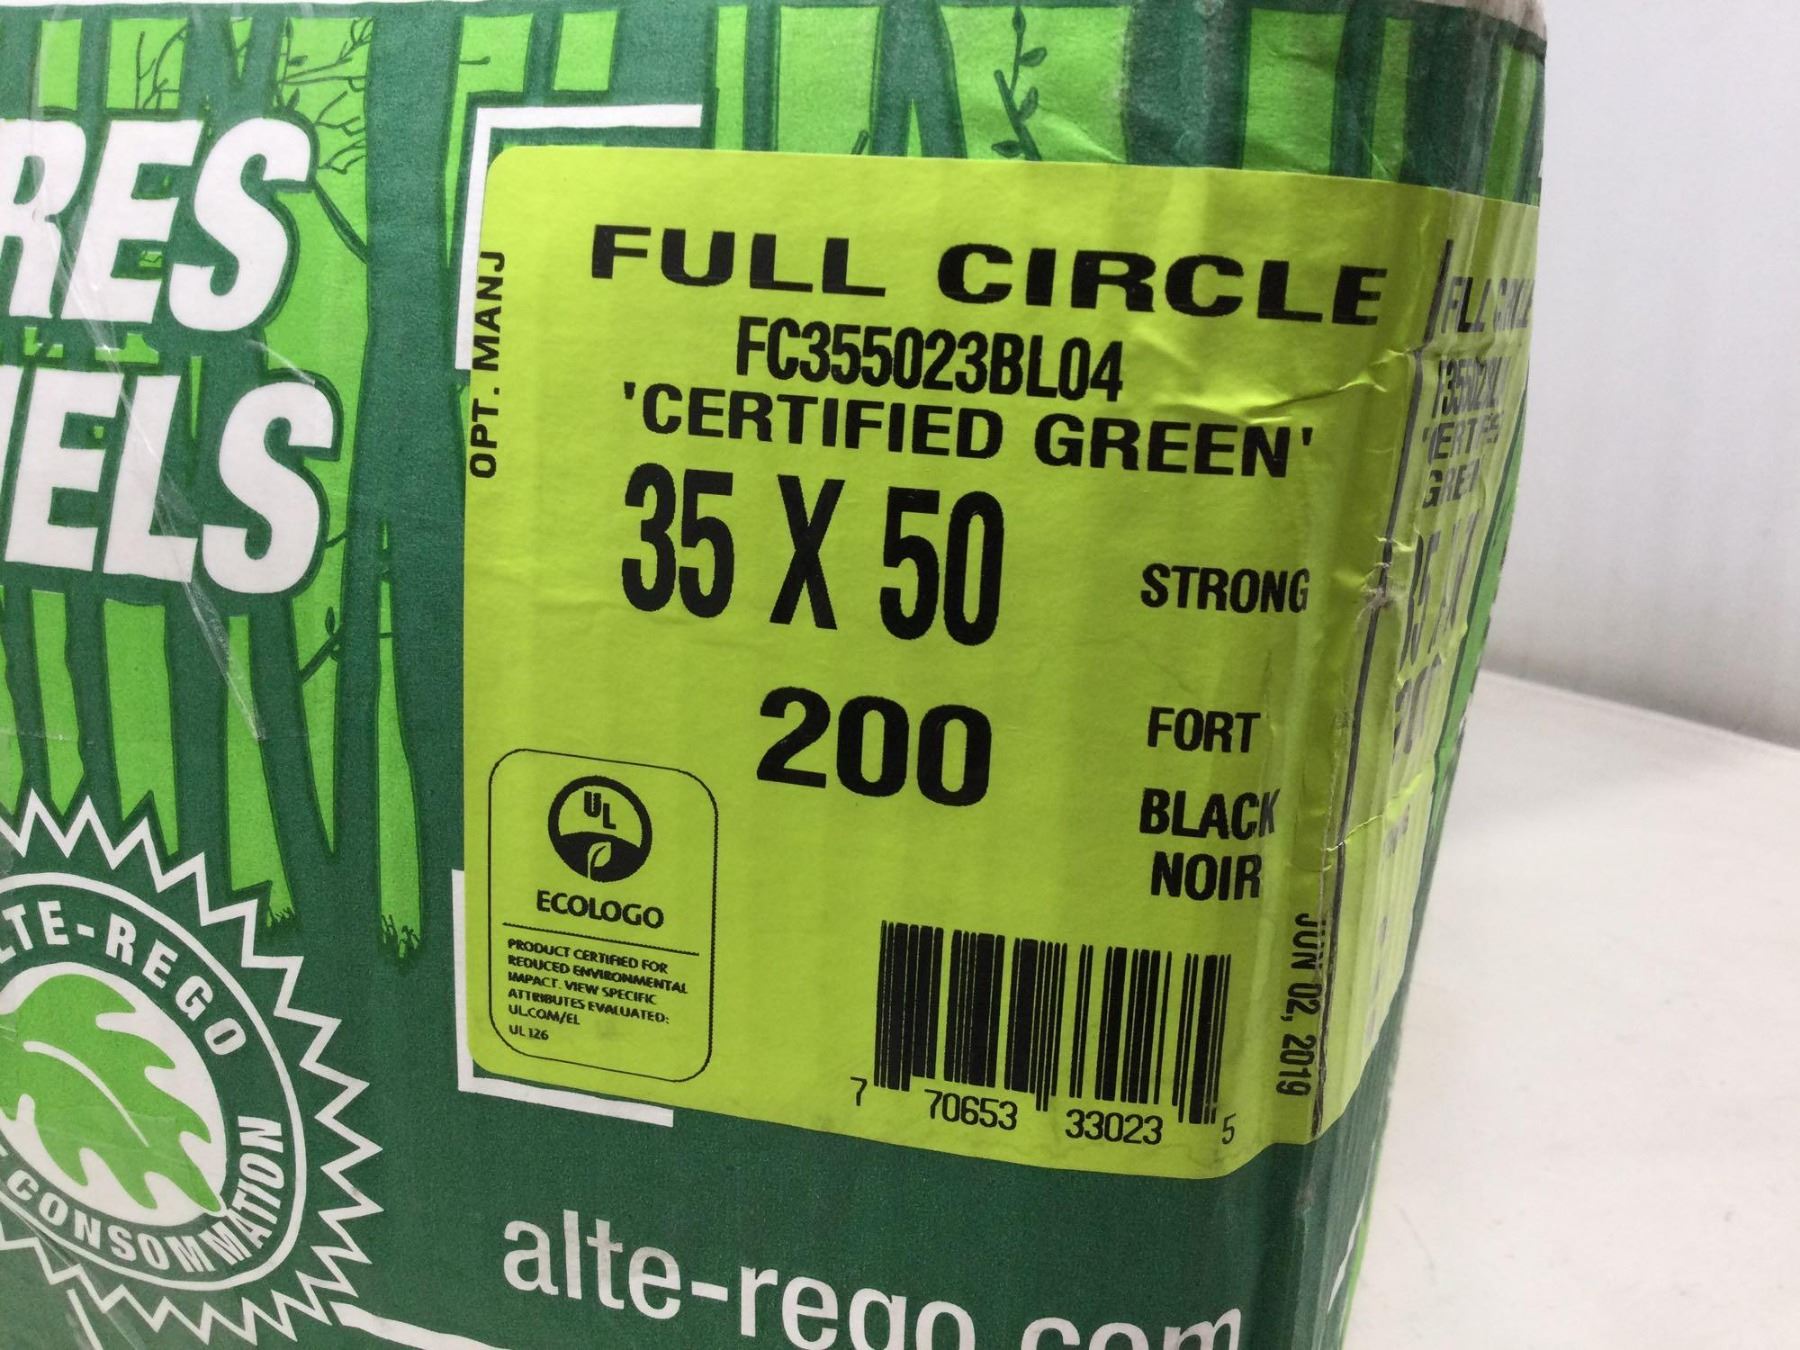 RES
ELS
OPT. MANJ
FULL CIRCLE
FC355023BL04
'CERTIFIED GREEN'
35 X 50
STRONG
200
FORT
BLACK
NOIR
UL
ECOLOGO
PRODUCT CERTIFIED FOR
REDUCED ENVIRONMENTAL
IMPACT. VIEW SPECIFIC
ATTRIBUTES EVALUATED:
UL.COM/EL
UL 126
7 70653 33023 5
JUN 02, 2019
LTE-REGO
CONSOMMATION
alte-rego.com